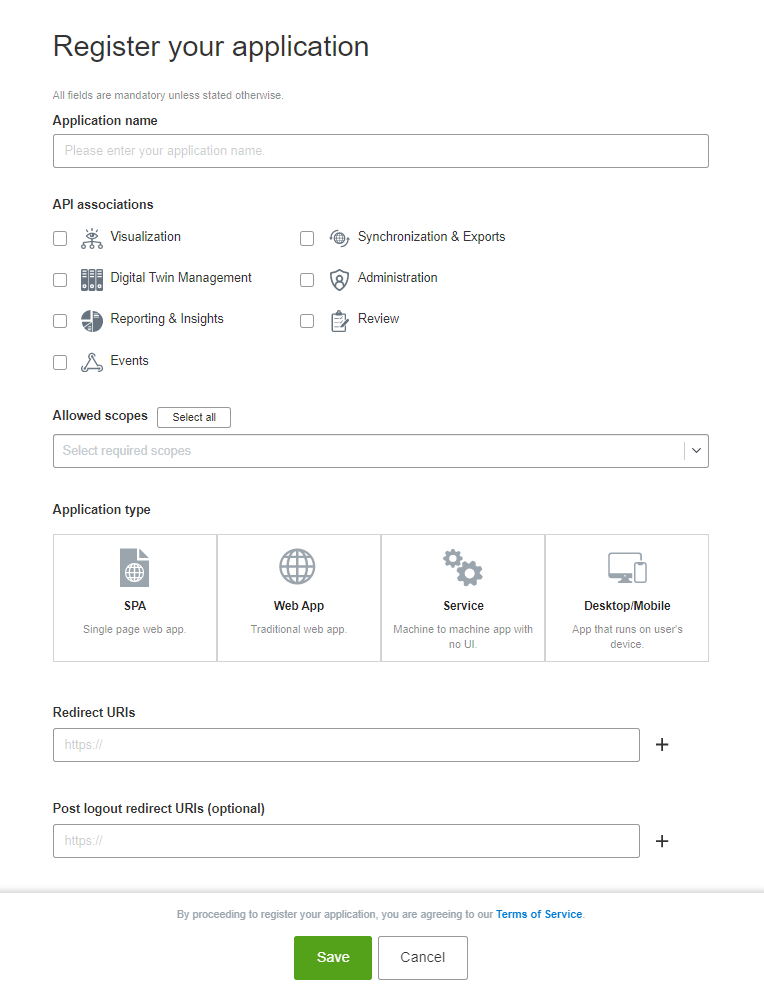 Register your application
All fields are mandatory unless stated otherwise.
Application name
Please enter your application name.
API associations
Visualization
Synchronization & Exports
Digital Twin Management
Administration
Reporting & Insights
Review
Events
Allowed scopes Select all
Select required scopes
Application type
SPA
Single page web app.
Web App
Traditional web app.
Service
Machine to machine app with
no UI.
Desktop/Mobile
App that runs on user's
device.
Redirect URIs
https://
Post logout redirect URIs (optional)
https://
By proceeding to register your application, you are agreeing to our Terms of Service.
Save Cancel